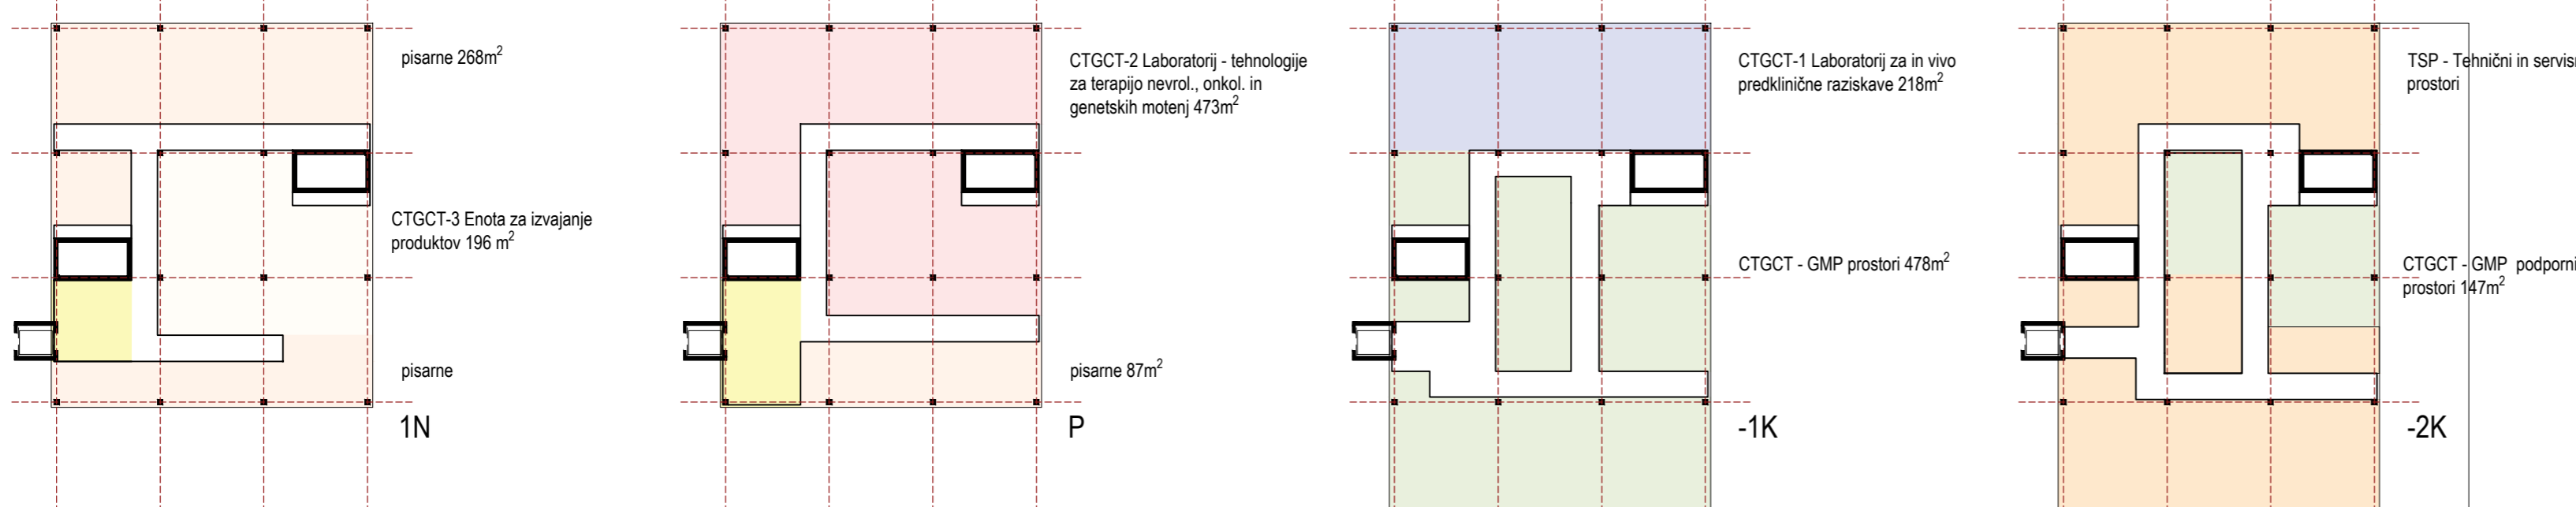 pisarne 268m²
CTGCT-3 Enota za izvajanje
produktov 196 m²
pisarne
1N
CTGCT-2 Laboratorij - tehnologije
za terapijo nevrol., onkol. in
genetskih motenj 473m²
pisarne 87m²
P
CTGCT-1 Laboratorij za in vivo
predklinične raziskave 218m²
CTGCT - GMP prostori 478m²
-1K
TSP - Tehnični in
prostori
CTGCT - GMP podporni
prostori 147m²
-2K